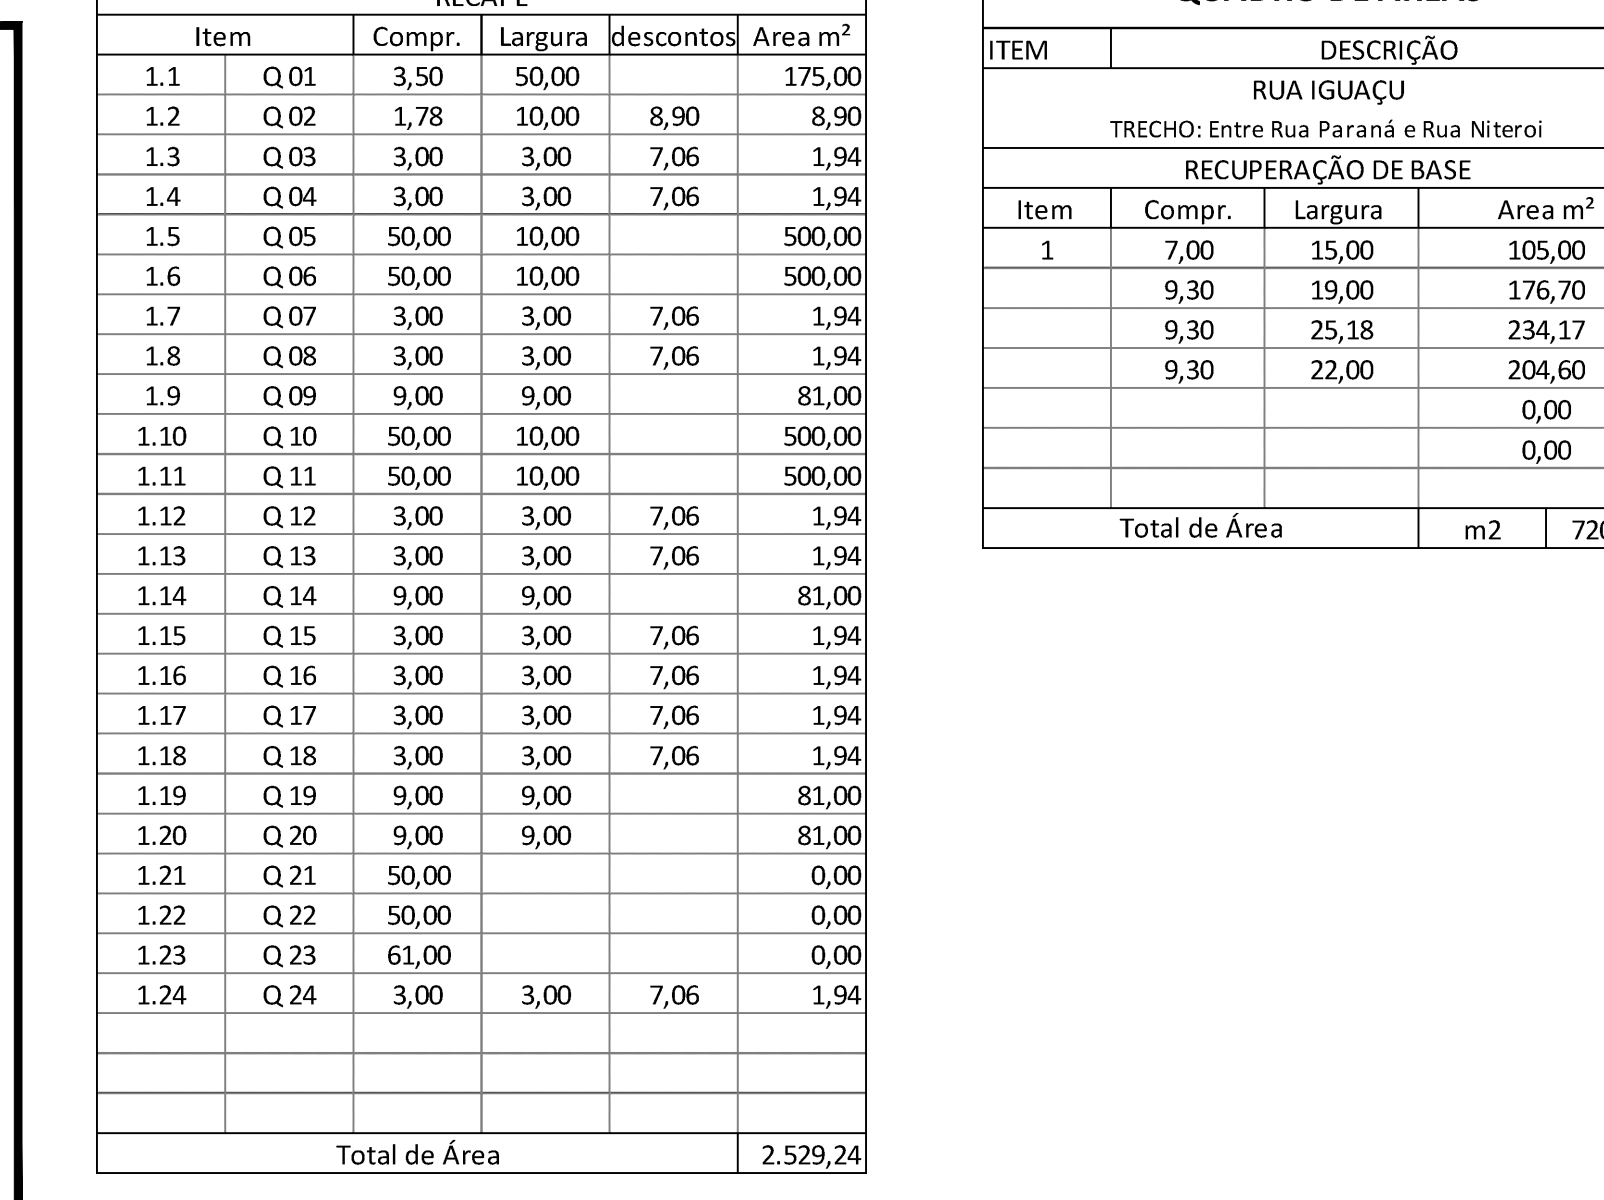 RECAPE
Item Compr. Largura descontos Area m²
1.1 Q 01 3,50 50,00 175,00
1.2 Q 02 1,78 10,00 8,90 8,90
1.3 Q 03 3,00 3,00 7,06 1,94
1.4 Q 04 3,00 3,00 7,06 1,94
1.5 Q 05 50,00 10,00 500,00
1.6 Q 06 50,00 10,00 500,00
1.7 Q 07 3,00 3,00 7,06 1,94
1.8 Q 08 3,00 3,00 7,06 1,94
1.9 Q 09 9,00 9,00 81,00
1.10 Q 10 50,00 10,00 500,00
1.11 Q 11 50,00 10,00 500,00
1.12 Q 12 3,00 3,00 7,06 1,94
1.13 Q 13 3,00 3,00 7,06 1,94
1.14 Q 14 9,00 9,00 81,00
1.15 Q 15 3,00 3,00 7,06 1,94
1.16 Q 16 3,00 3,00 7,06 1,94
1.17 Q 17 3,00 3,00 7,06 1,94
1.18 Q 18 3,00 3,00 7,06 1,94
1.19 Q 19 9,00 9,00 81,00
1.20 Q 20 9,00 9,00 81,00
1.21 Q 21 50,00 0,00
1.22 Q 22 50,00 0,00
1.23 Q 23 61,00 0,00
1.24 Q 24 3,00 3,00 7,06 1,94
Total de Área 2.529,24
QUADRO DE ÁREAS
ITEM DESCRIÇÃO
RUA IGUAÇU
TRECHO: Entre Rua Paraná e Rua Niteroi
RECUPERAÇÃO DE BASE
Item Compr. Largura Area m²
1 7,00 15,00 105,00
9,30 19,00 176,70
9,30 25,18 234,17
9,30 22,00 204,60
0,00
0,00
Total de Área m2 720